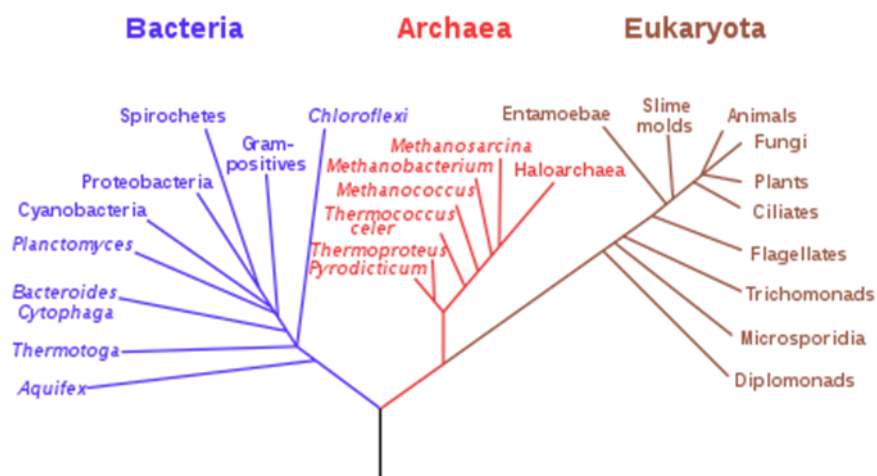 Bacteria
Archaea
Eukaryota
Spirochetes
Chloroflexi
Gram-
positives
Proteobacteria
Cyanobacteria
Planctomyces
Bacteroides
Cytophaga
Thermotoga
Aquifex
Methanosarcina
Methanobacterium
Haloarchaea
Methanococcus
Thermococcus
celer
Thermoproteus
Pyrodicticum
Entamoebae
Slime
molds
Animals
Fungi
Plants
Ciliates
Flagellates
Trichomonads
Microsporidia
Diplomonads